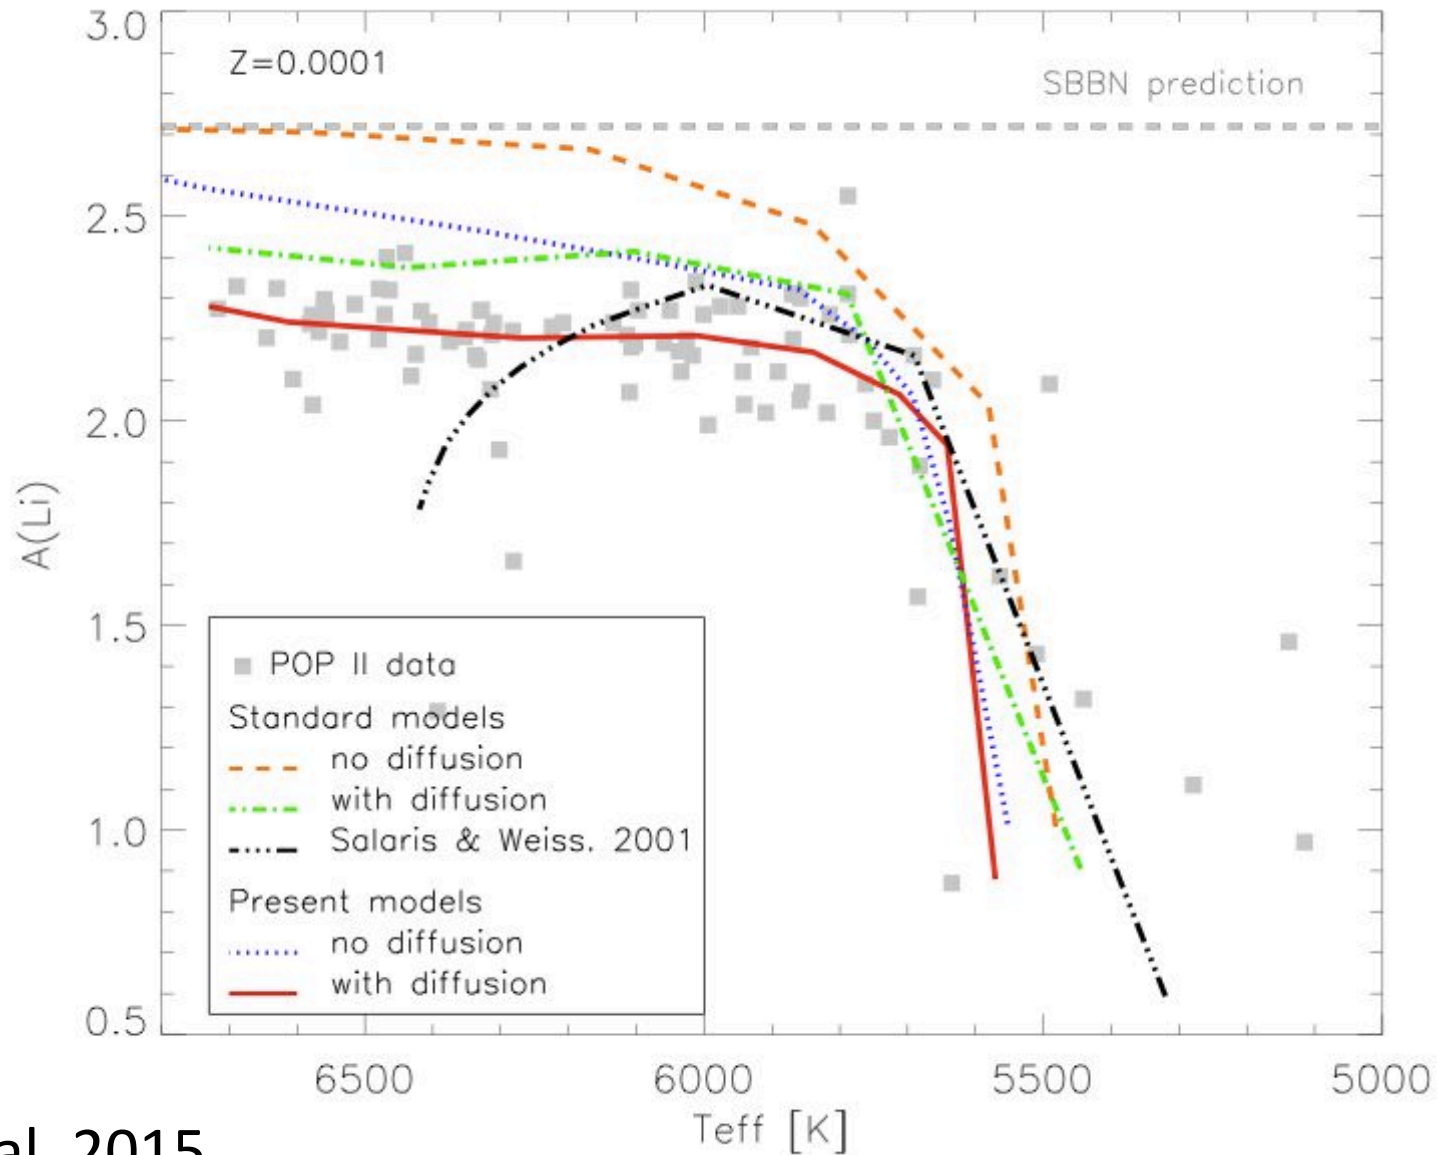 3.0
Z=0.0001
SBBN prediction
2.5
2.0
A(Li)
1.5
POP II data
Standard models
no diffusion
with diffusion
1.0
Salaris & Weiss. 2001
Present models
no diffusion
with diffusion
0.5
6500 6000 5500 5000
Teff [K]
al. 2015